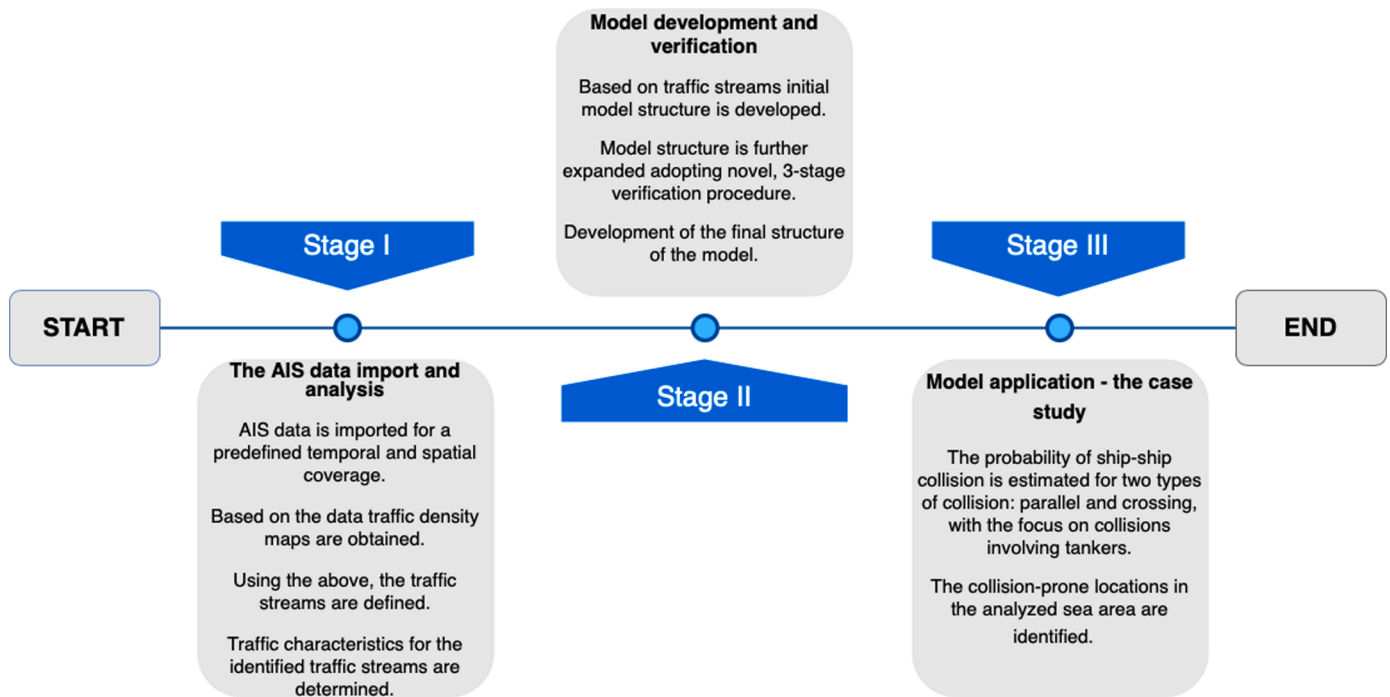 START
Stage I
The AIS data import and
analysis
AIS data is imported for a
predefined temporal and spatial
coverage.
Based on the data traffic density
maps are obtained.
Using the above, the traffic
streams are defined.
Traffic characteristics for the
identified traffic streams are
determined.
Model development and
verification
Based on traffic streams initial
model structure is developed.
Model structure is further
expanded adopting novel, 3-stage
verification procedure.
Development of the final structure
of the model.
Stage II
Stage III
Model application - the case
study
The probability of ship-ship
collision is estimated for two types
of collision: parallel and crossing,
with the focus on collisions
involving tankers.
The collision-prone locations in
the analyzed sea area are
identified.
END